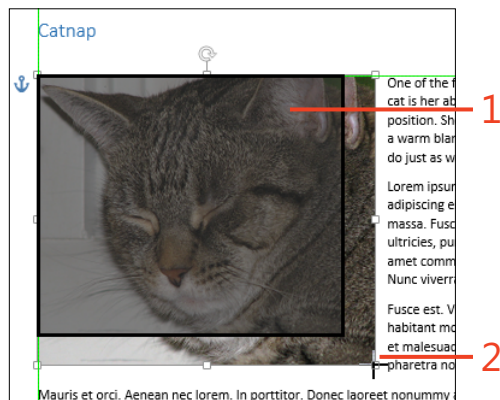 Catnap
One of the f
cat is her ab
position. Sh
a warm blan
do just as w
1
Lorem ipsur
adipiscing e
massa. Fusc
ultricies, pu
amet comm
Nunc viverr
Fusce est. V
habitant mo
et malesuad
pharetra no
2
Mauris et orci. Aenean nec lorem. In porttitor. Donec laoreet nonummy a